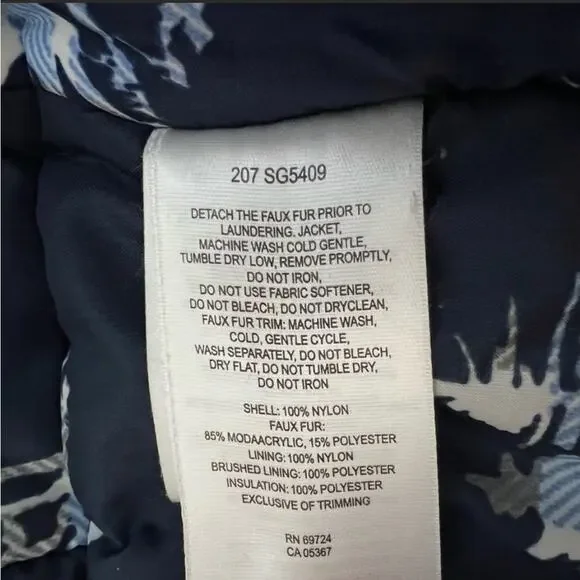 207 SG5409
DETACH THE FAUX FUR PRIOR TO
LAUNDERING. JACKET,
MACHINE WASH COLD GENTLE,
TUMBLE DRY LOW, REMOVE PROMPTLY,
DO NOT IRON,
DO NOT USE FABRIC SOFTENER,
DO NOT BLEACH, DO NOT DRYCLEAN,
FAUX FUR TRIM: MACHINE WASH,
COLD, GENTLE CYCLE,
WASH SEPARATELY, DO NOT BLEACH,
DRY FLAT, DO NOT TUMBLE DRY,
DO NOT IRON
SHELL: 100% NYLON
FAUX FUR:
85% MODAACRYLIC, 15% POLYESTER
LINING: 100% NYLON
BRUSHED LINING: 100% POLYESTER
INSULATION: 100% POLYESTER
EXCLUSIVE OF TRIMMING
RN 69724
CA 05367